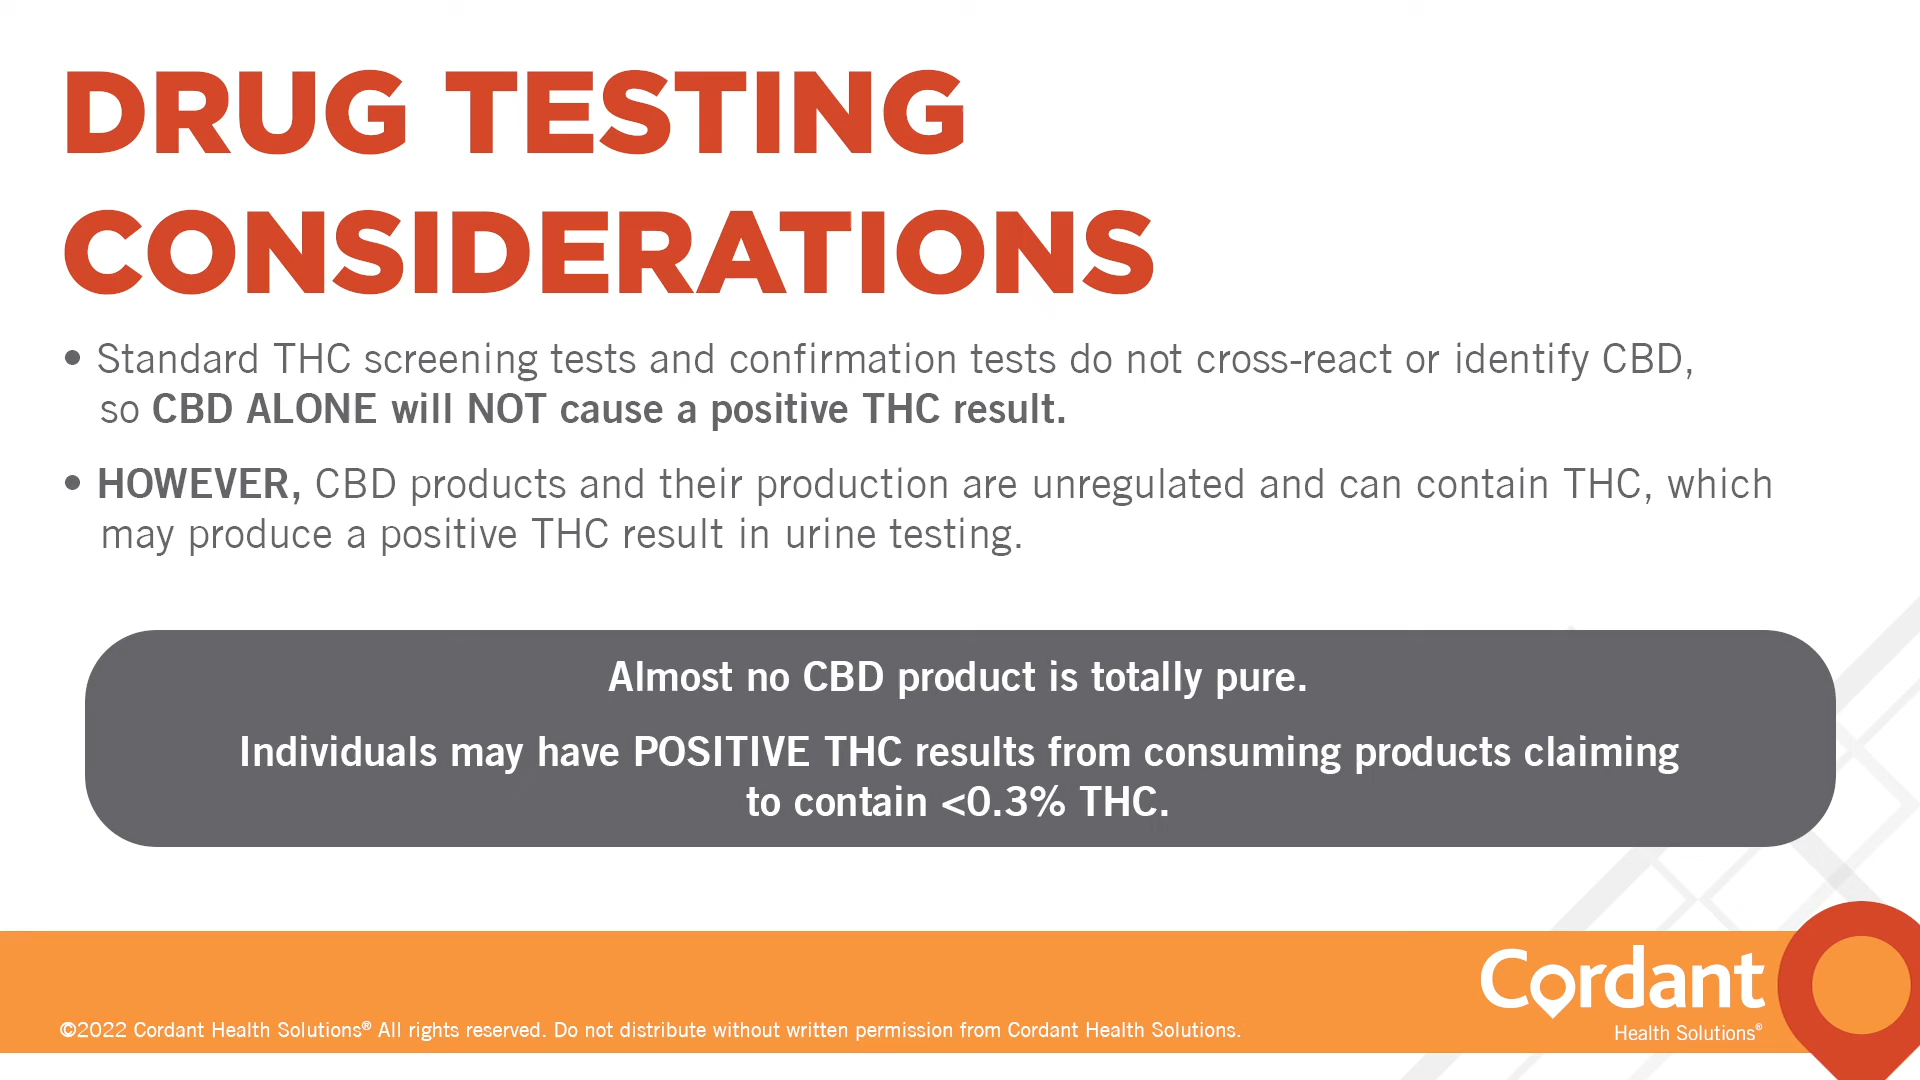 DRUG TESTING
CONSIDERATIONS
• Standard THC screening tests and confirmation tests do not cross-react or identify CBD,
so CBD ALONE will NOT cause a positive THC result.
• HOWEVER, CBD products and their production are unregulated and can contain THC, which
may produce a positive THC result in urine testing.
Almost no CBD product is totally pure.
Individuals may have POSITIVE THC results from consuming products claiming
to contain <0.3% THC.
©2022 Cordant Health Solutions® All rights reserved. Do not distribute without written permission from Cordant Health Solutions.
Cordant
Health Solutions®